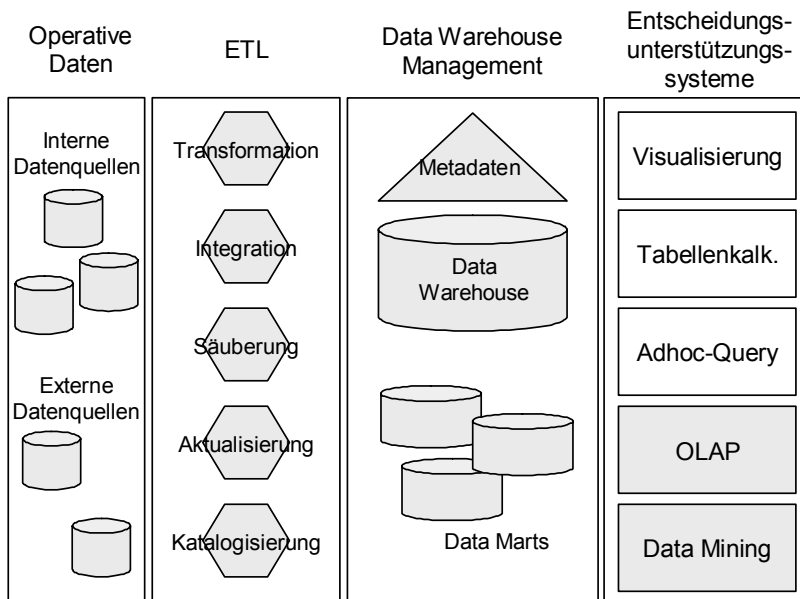 Operative
Daten
ETL
Data Warehouse
Management
Entscheidungs-
unterstützungs-
systeme
Interne
Datenquellen
Externe
Datenquellen
Transformation
Integration
Säuberung
Aktualisierung
Katalogisierung
Metadaten
Data
Warehouse
Data Marts
Visualisierung
Tabellenkalk.
Adhoc-Query
OLAP
Data Mining